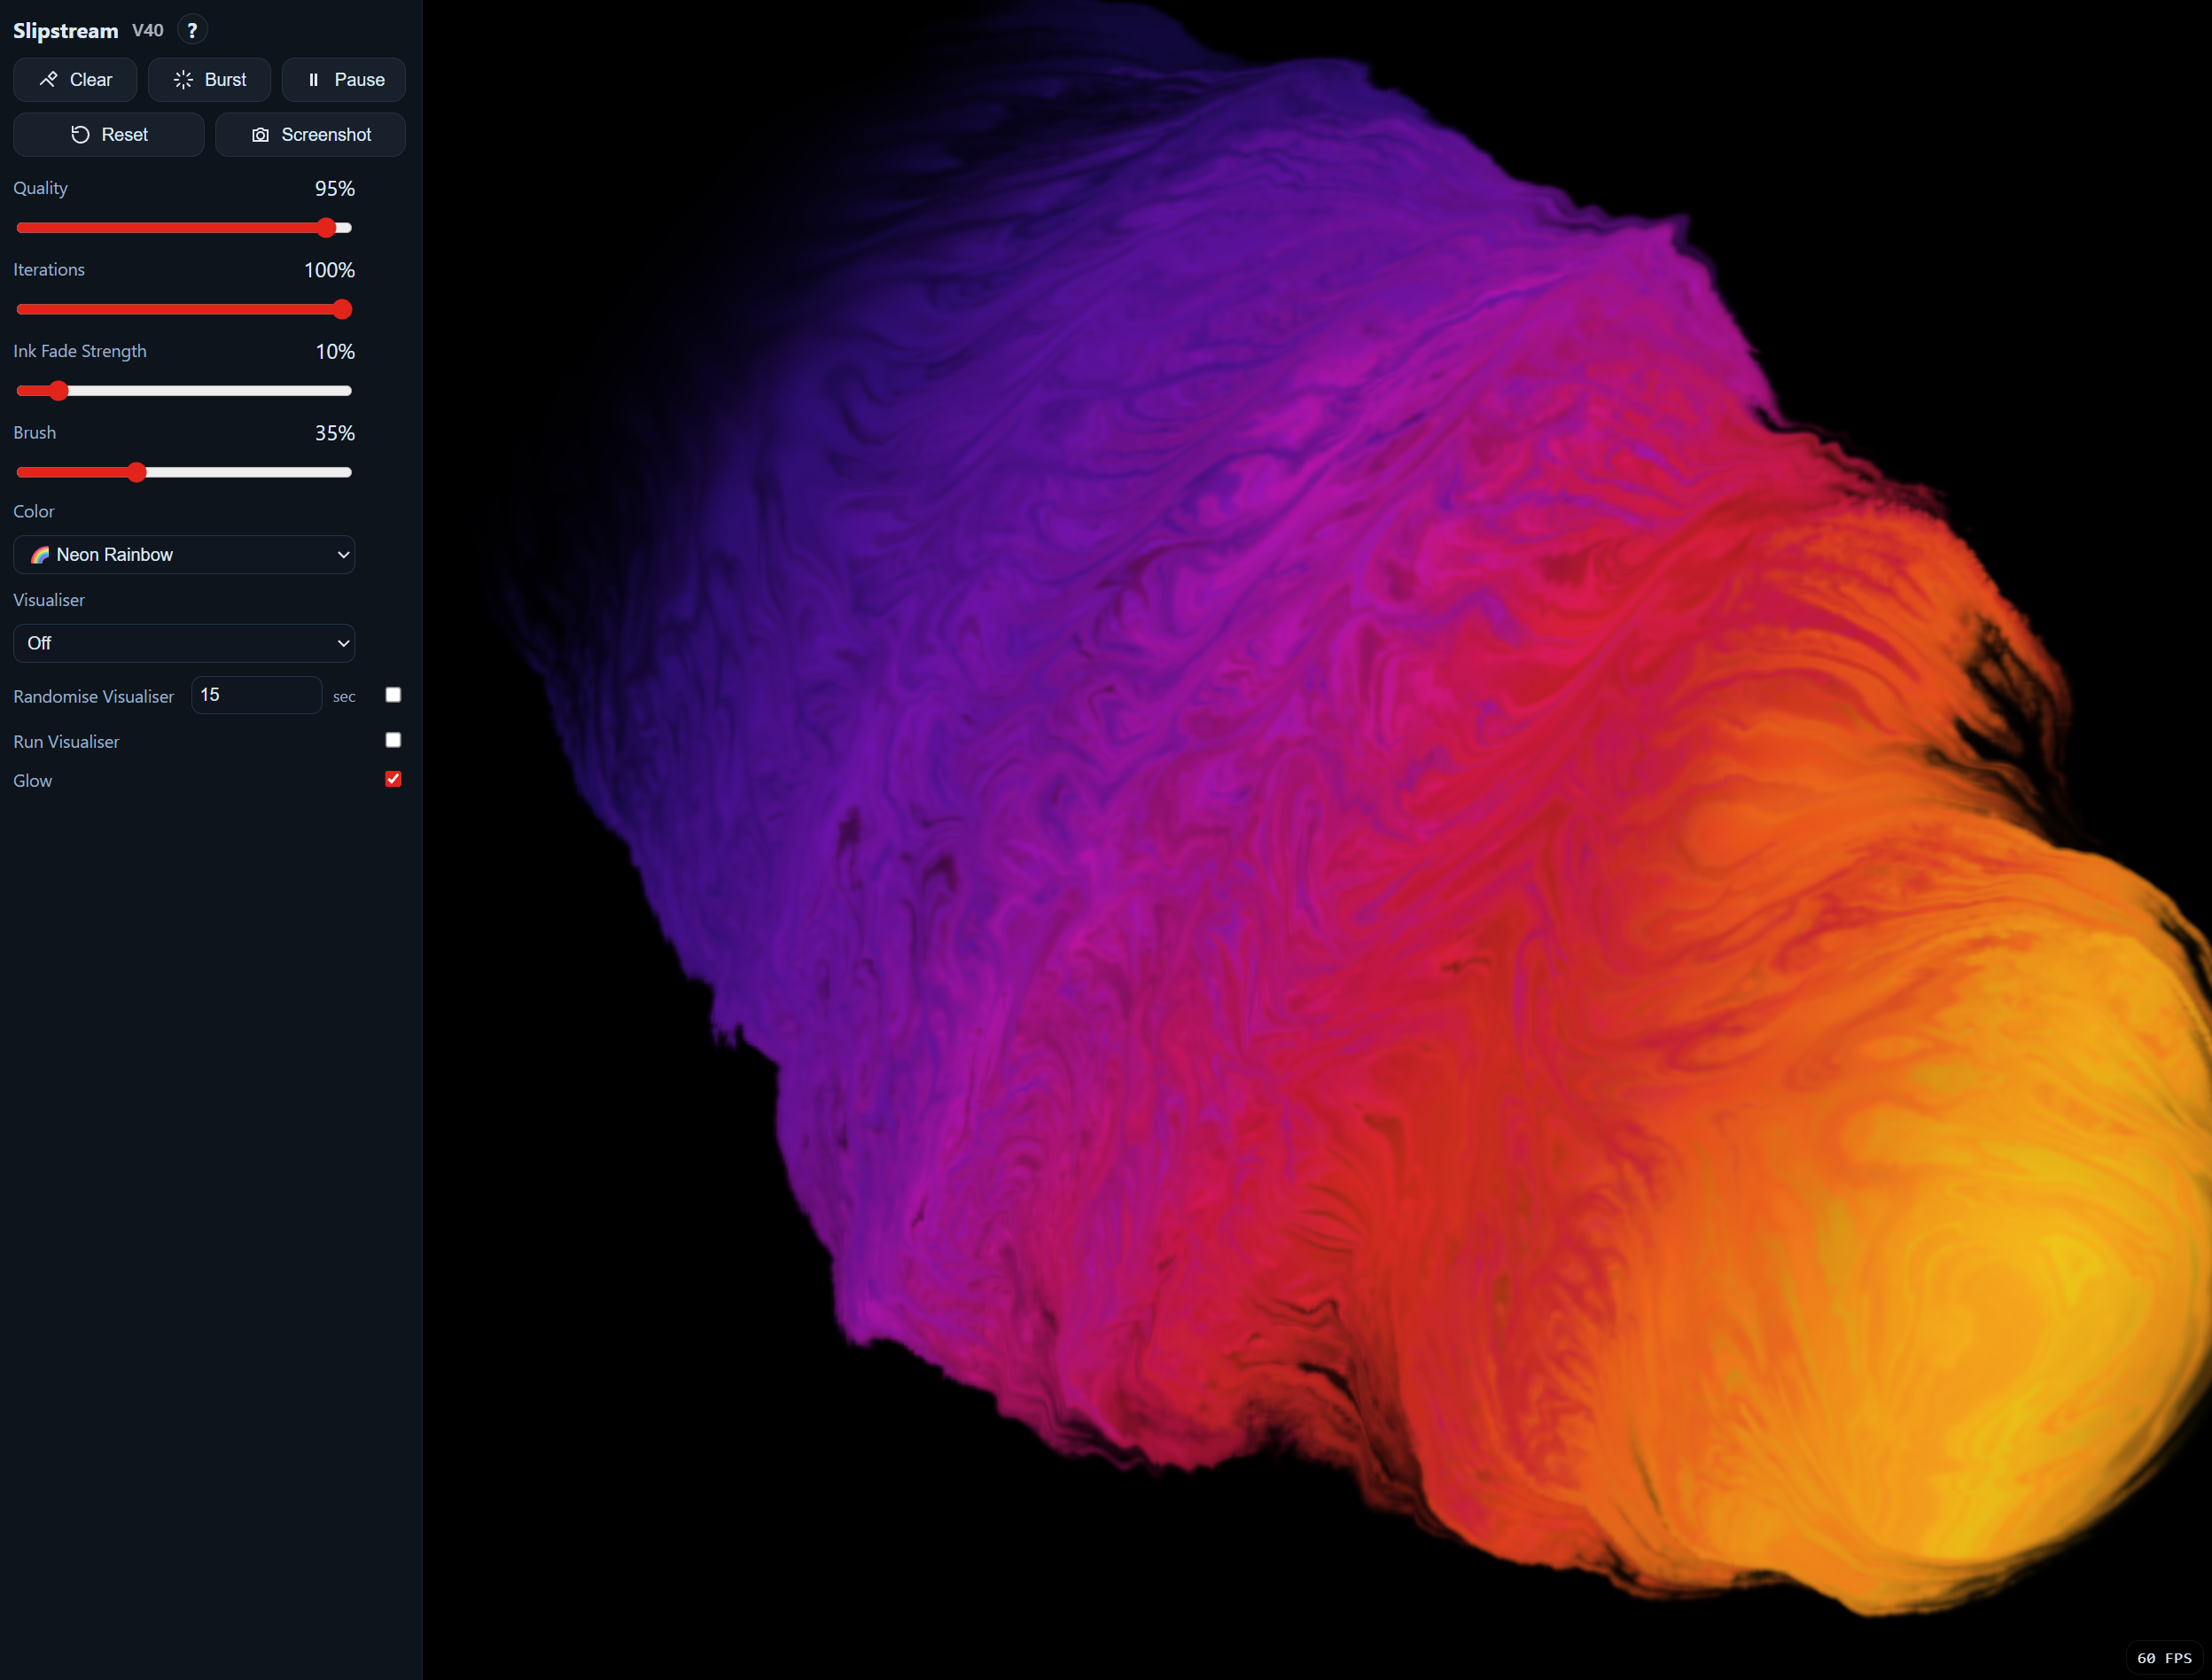 Slipstream V40 ?
Clear Burst Pause
Reset Screenshot
Quality 95%
Iterations 100%
Ink Fade Strength 10%
Brush 35%
Color
Neon Rainbow
Visualiser
Off
Randomise Visualiser 15 sec
Run Visualiser
Glow
60 FPS